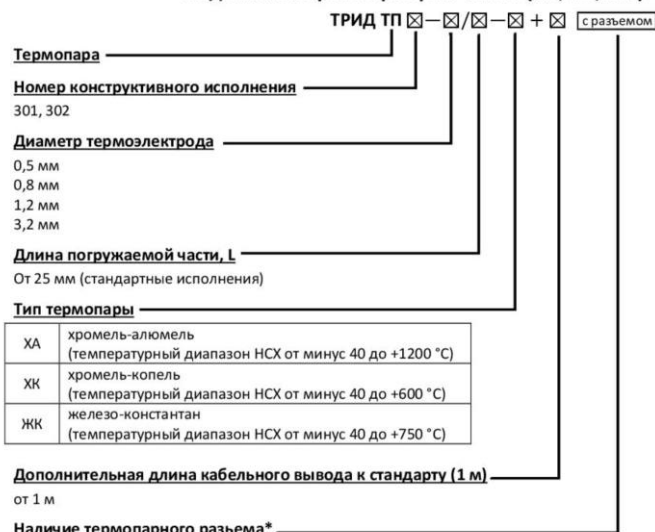 ТРИД ТП ☒ – ☒/☒ – ☒ + ☒ с разъемом
Термопара
Номер конструктивного исполнения
301, 302
Диаметр термоэлектрода
0,5 мм
0,8 мм
1,2 мм
3,2 мм
Длина погружаемой части, L
От 25 мм (стандартные исполнения)
Тип термопары
ХА
хромель-алюмель
(температурный диапазон НСХ от минус 40 до +1200 °C)
ХК
хромель-копель
(температурный диапазон НСХ от минус 40 до +600 °C)
ЖК
железо-константан
(температурный диапазон НСХ от минус 40 до +750 °C)
Дополнительная длина кабельного вывода к стандарту (1 м)
от 1 м
Наличие термопарного разъема*